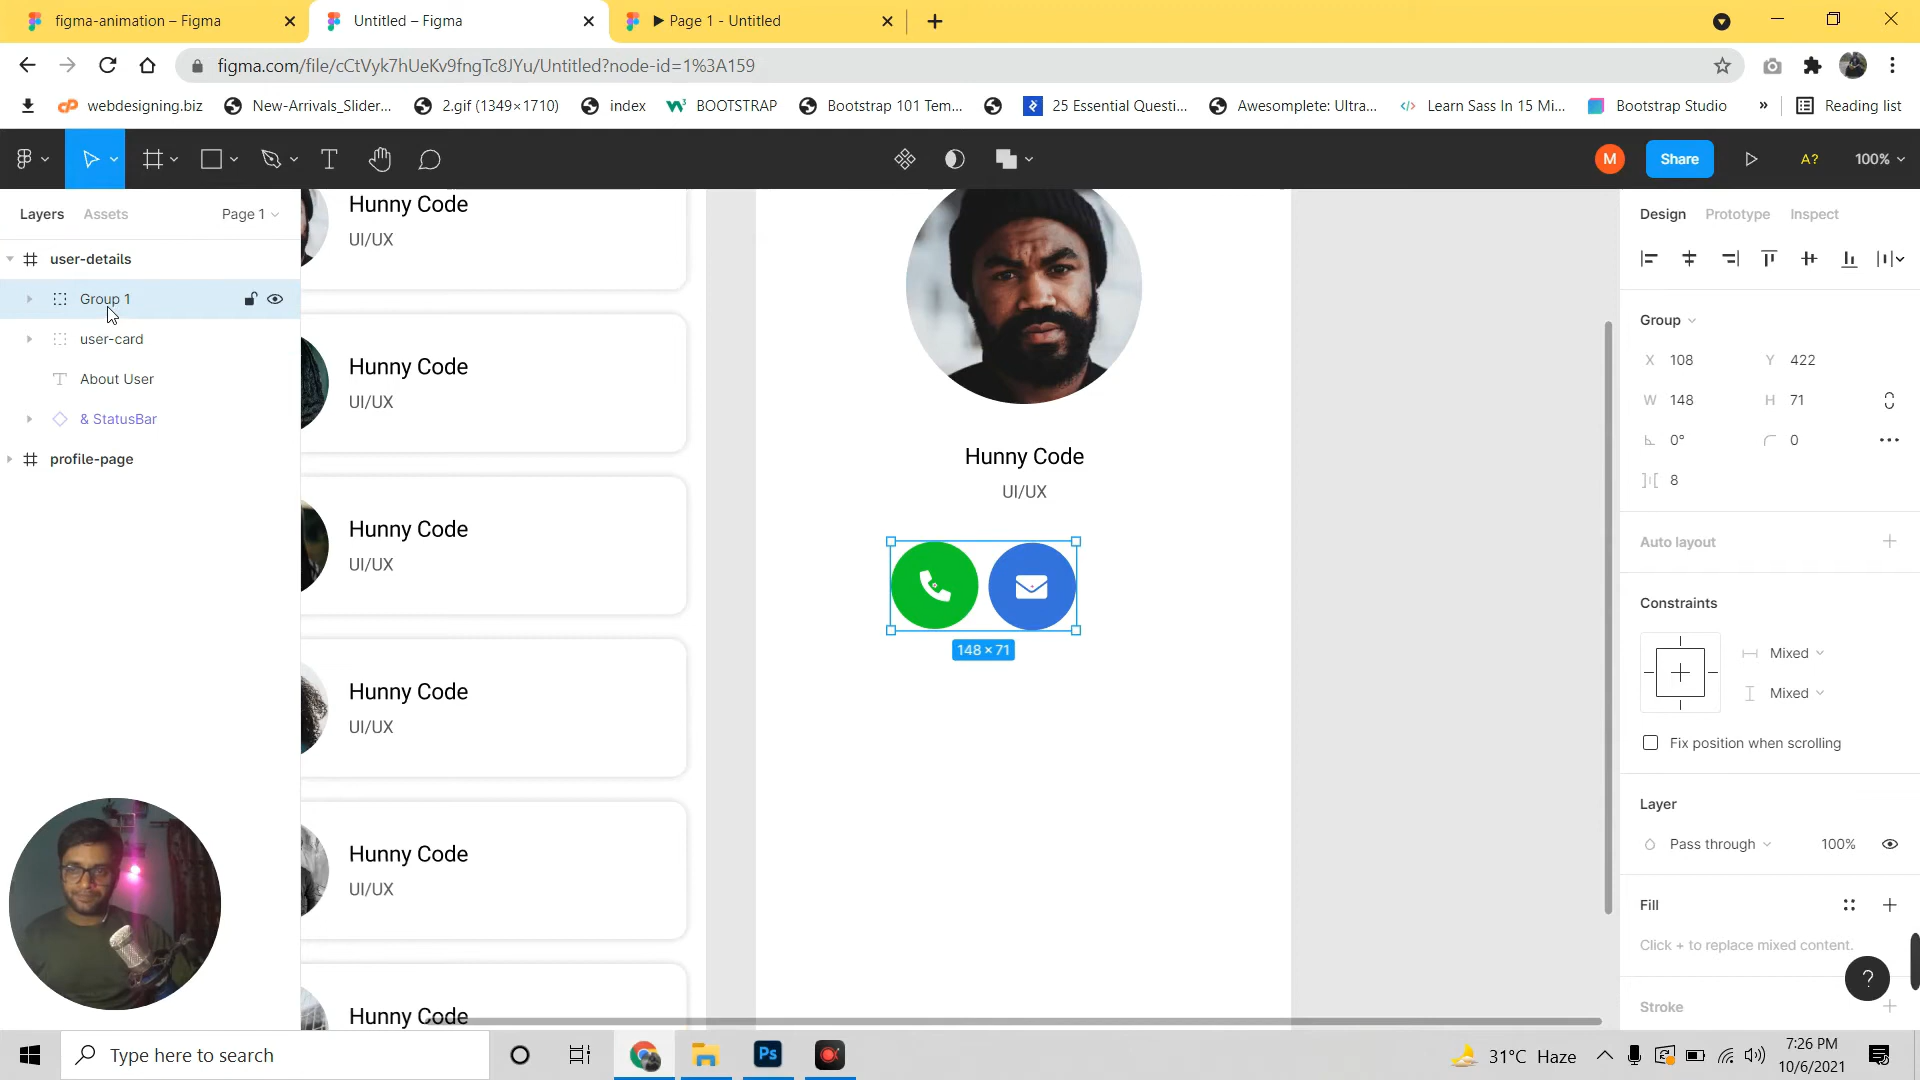 figma-animation – Figma
Untitled – Figma
Page 1 - Untitled
figma.com/file/cCtVyk7hUeKv9fngTc8JYu/Untitled?node-id=1%3A159
webdesigning.biz
New-Arrivals_Slider...
2.gif (1349×1710)
index
BOOTSTRAP
Bootstrap 101 Tem...
25 Essential Questi...
Awesomplete: Ultra...
Learn Sass In 15 Mi...
Bootstrap Studio
»
Reading list
M
Share
A?
100%
Layers
Assets
Page 1
Design
Prototype
Inspect
user-details
Group 1
user-card
About User
& StatusBar
profile-page
Hunny Code
UI/UX
Hunny Code
UI/UX
Hunny Code
UI/UX
Hunny Code
UI/UX
Hunny Code
UI/UX
Hunny Code
Hunny Code
UI/UX
148 × 71
Group
X 108
Y 422
W 148
H 71
0°
0
8
Auto layout
Constraints
Mixed
Mixed
Fix position when scrolling
Layer
Pass through
100%
Fill
Click + to replace mixed content.
?
Stroke
Type here to search
Ps
31°C Haze
7:26 PM
10/6/2021